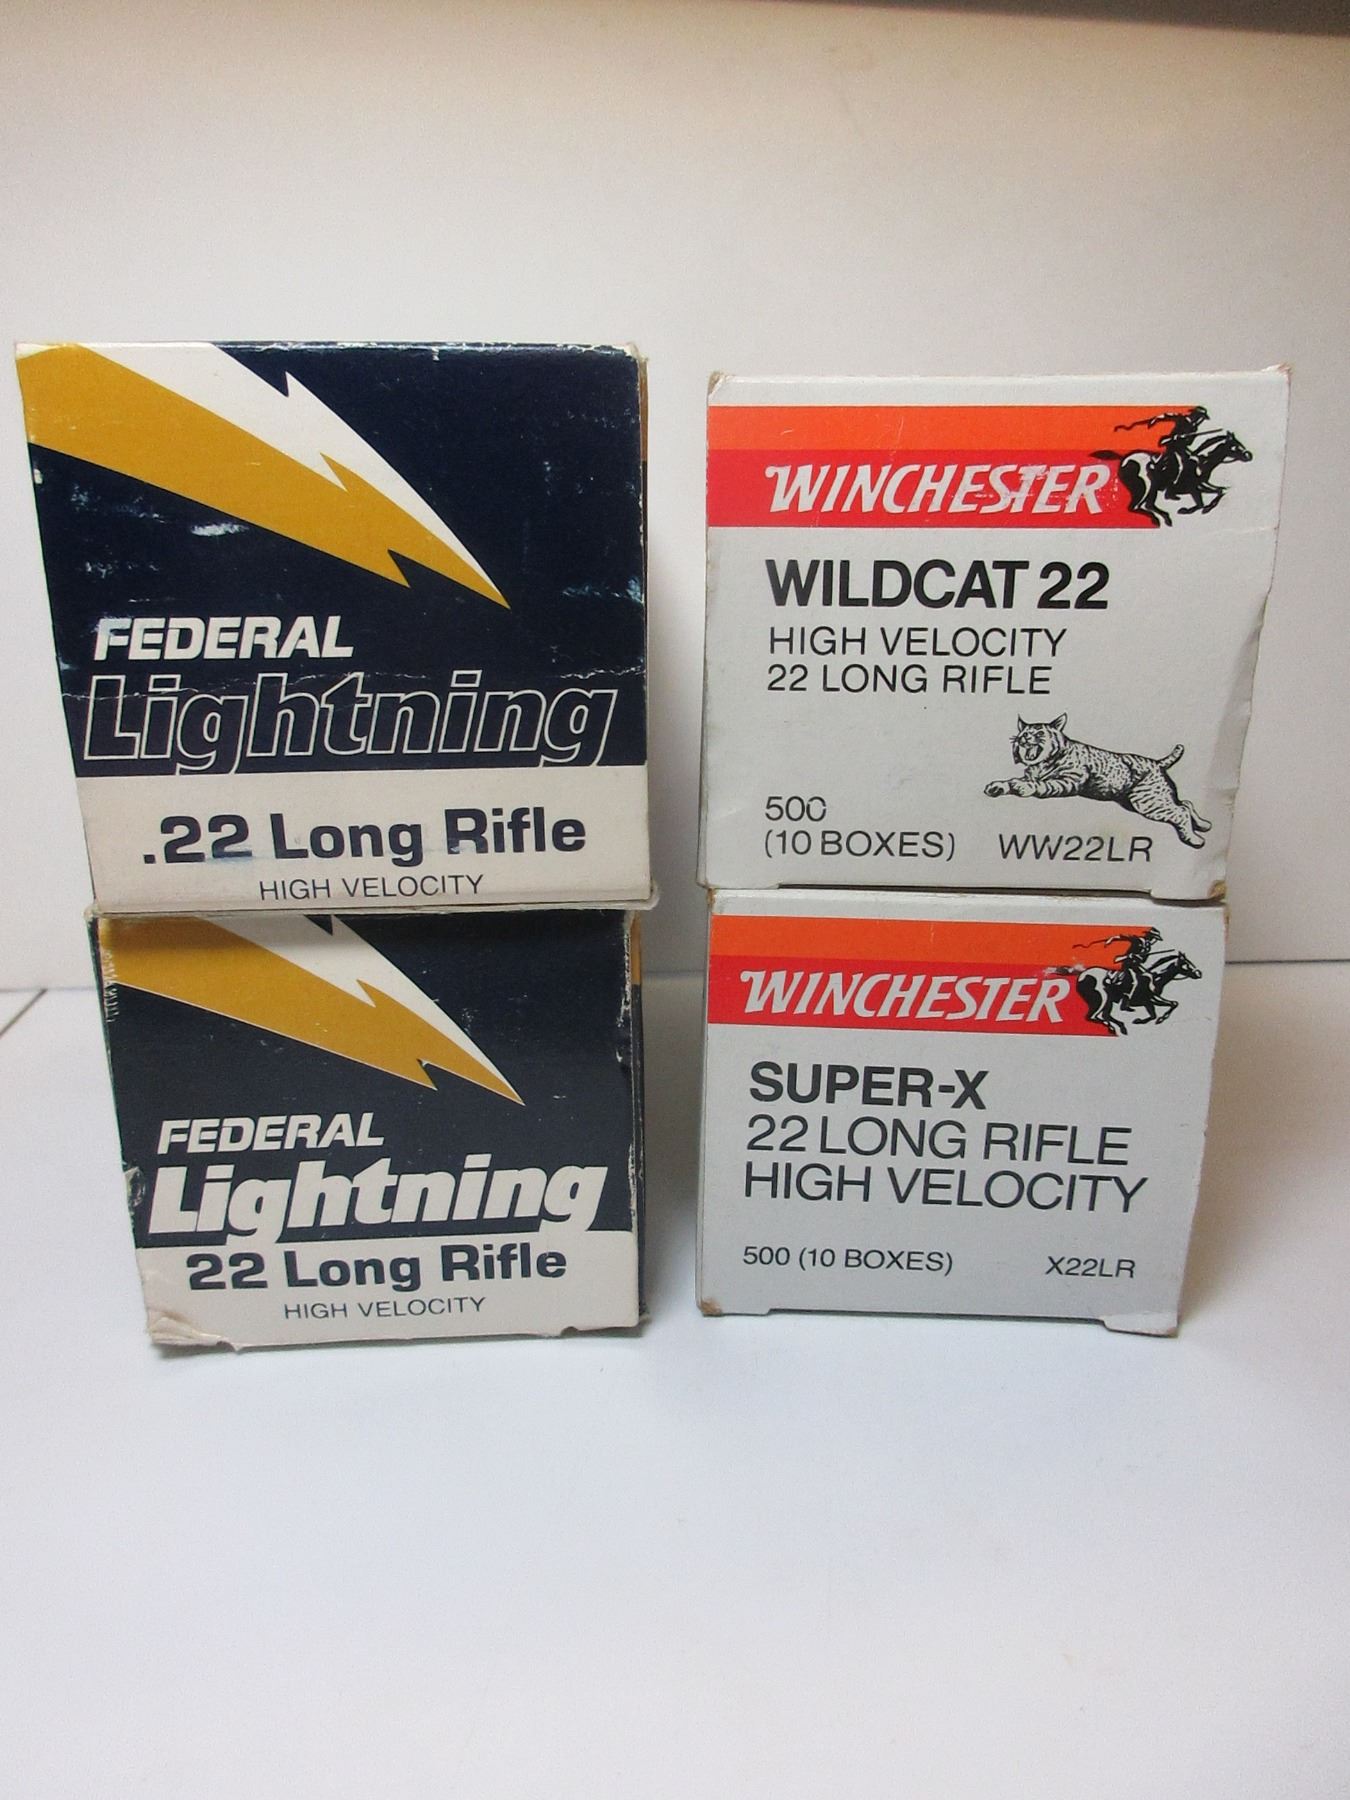 FEDERAL
Lightning
.22 Long Rifle
HIGH VELOCITY
FEDERAL
Lightning
22 Long Rifle
HIGH VELOCITY
WINCHESTER
WILDCAT 22
HIGH VELOCITY
22 LONG RIFLE
500
(10 BOXES) WW22LR
WINCHESTER
SUPER-X
22 LONG RIFLE
HIGH VELOCITY
500 (10 BOXES) X22LR